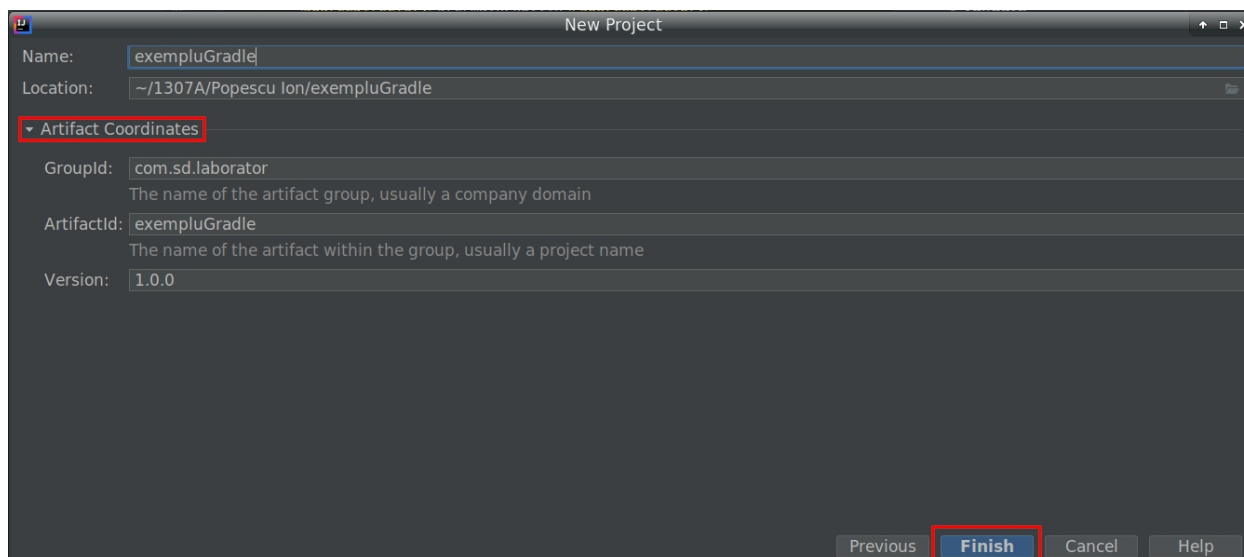 New Project
Name: exempluGradle
Location: ~/1307A/Popescu Ion/exempluGradle
Artifact Coordinates
GroupId: com.sd.laborator
The name of the artifact group, usually a company domain
ArtifactId: exempluGradle
The name of the artifact within the group, usually a project name
Version: 1.0.0
Previous Finish Cancel Help